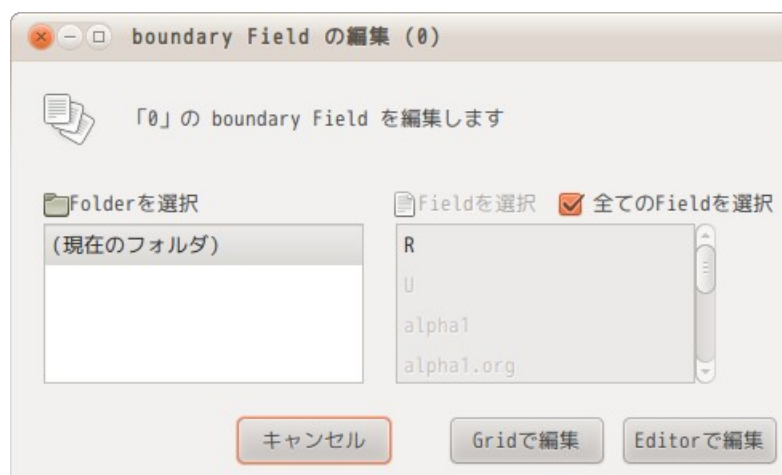 boundary Field の編集 (0)
「0」の boundary Field を編集します
Folderを選択
Fieldを選択 全てのFieldを選択
(現在のフォルダ)
R
U
alpha1
alpha1.org
キャンセル Gridで編集 Editorで編集